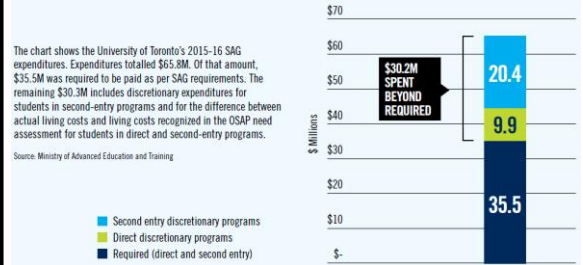 The chart shows the University of Toronto's 2015-16 SAG
expenditures. Expenditures totalled $65.8M. Of that amount,
$35.5M was required to be paid as per SAG requirements. The
remaining $30.3M includes discretionary expenditures for
students in second-entry programs and for the difference between
actual living costs and living costs recognized in the OSAP need
assessment for students in direct and second-entry programs.
Source: Ministry of Advanced Education and Training
Second entry discretionary programs
Direct discretionary programs
Required (direct and second entry)
$ Millions
$70
$60
$50
$40
$30
$20
$10
$-
$30.2M
SPENT
BEYOND
REQUIRED
20.4
9.9
35.5